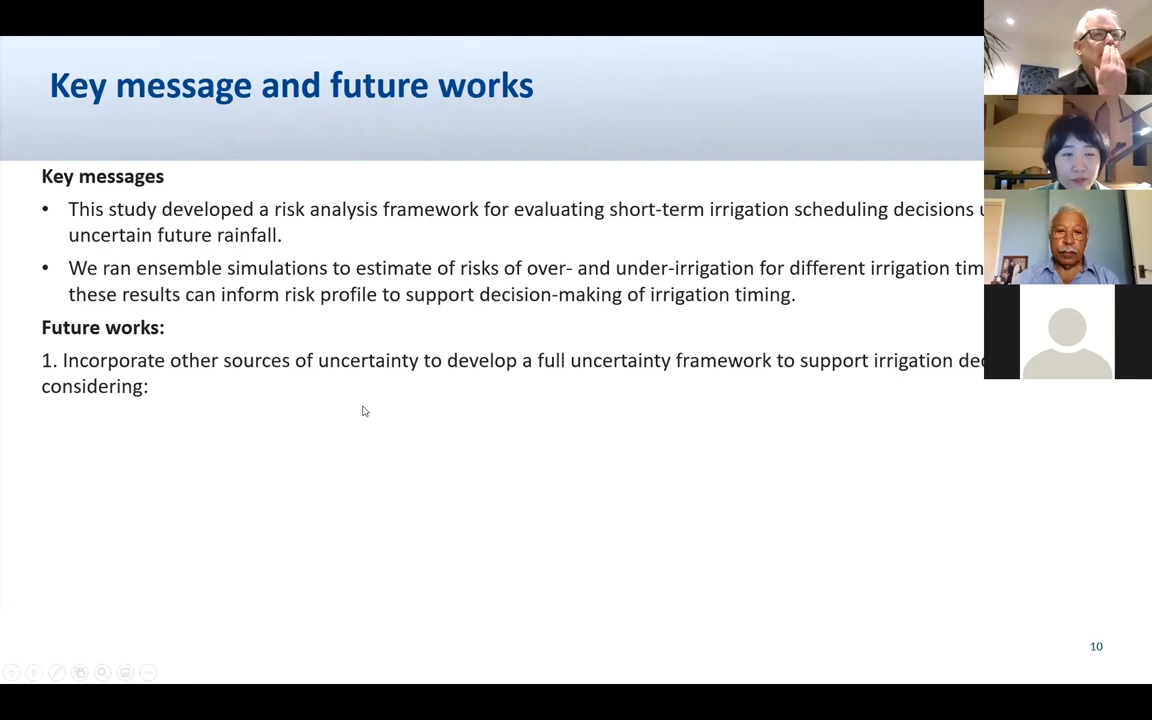 Key message and future works
Key messages
• This study developed a risk analysis framework for evaluating short-term irrigation scheduling decisions
uncertain future rainfall.
• We ran ensemble simulations to estimate of risks of over- and under-irrigation for different irrigation
these results can inform risk profile to support decision-making of irrigation timing.
Future works:
1. Incorporate other sources of uncertainty to develop a full uncertainty framework to support irrigation
considering:
10